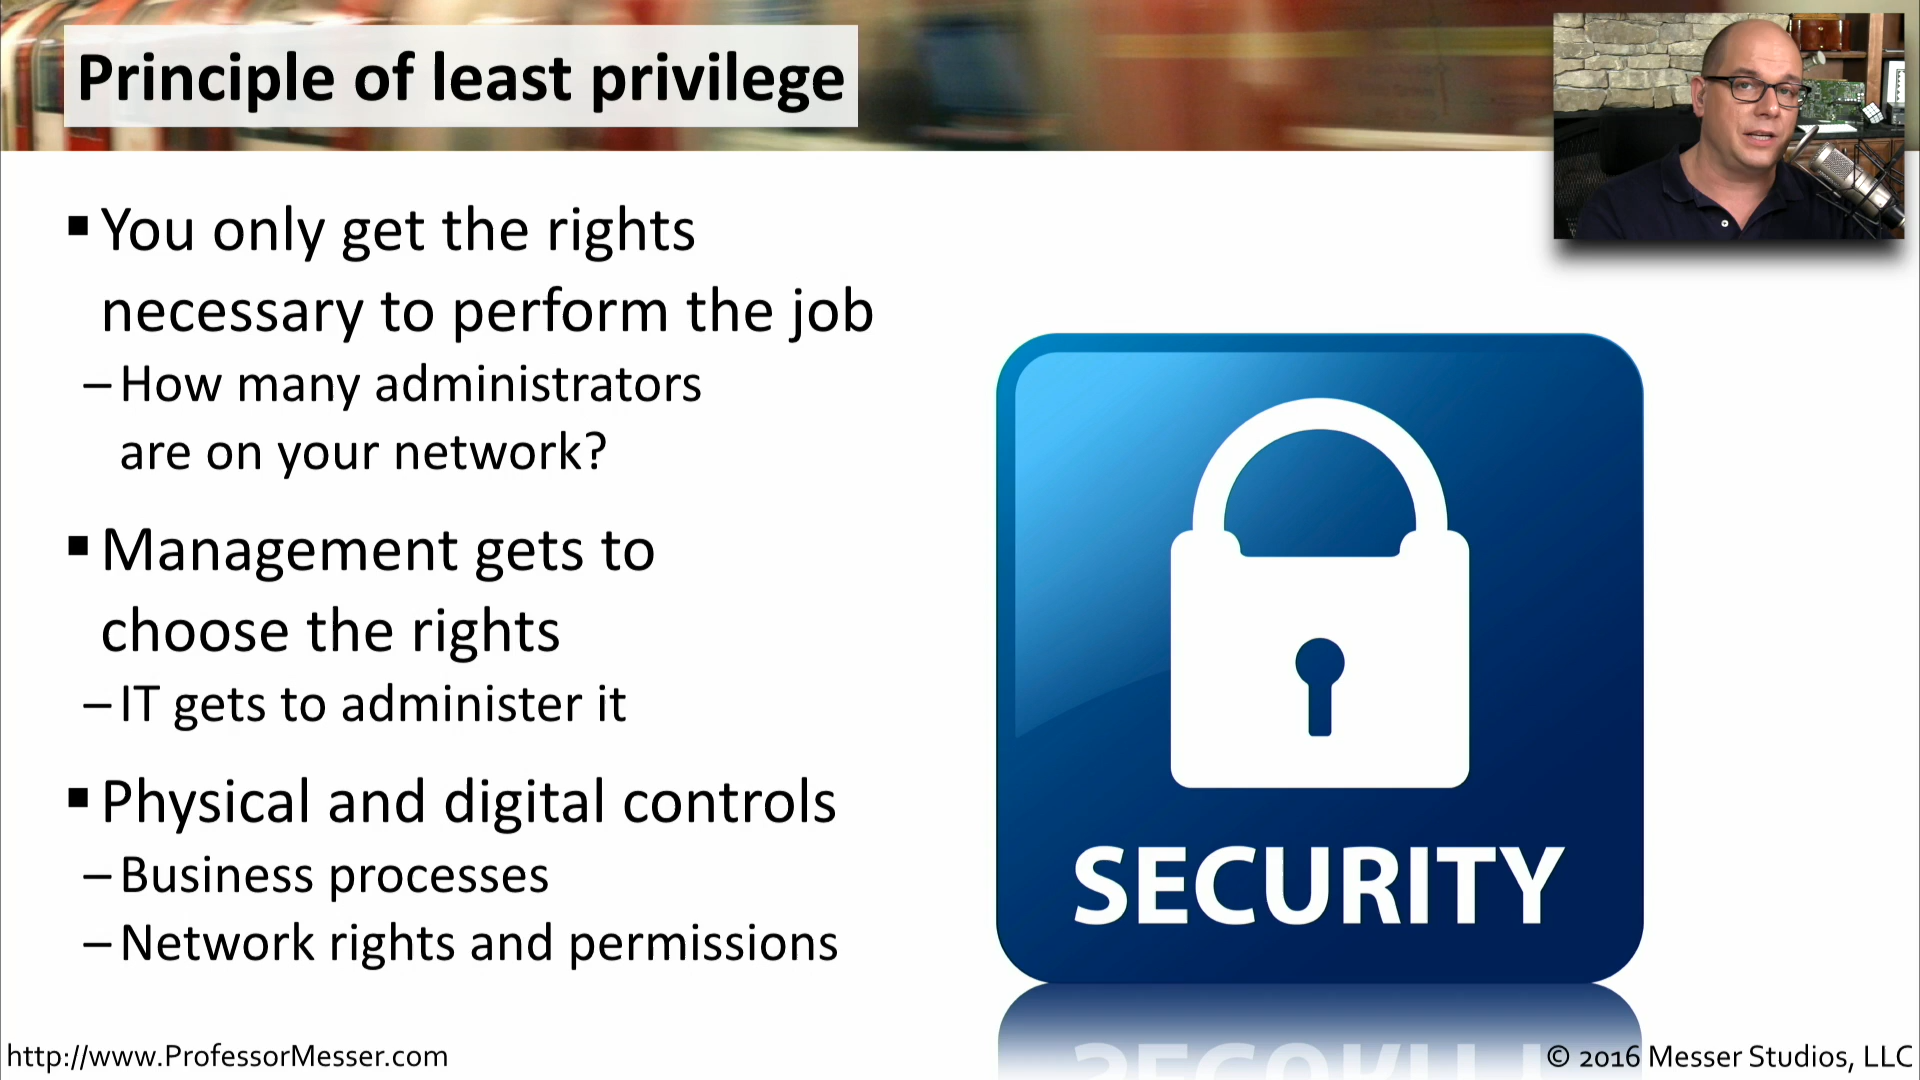 Principle of least privilege
▪ You only get the rights
necessary to perform the job
– How many administrators
are on your network?
▪ Management gets to
choose the rights
– IT gets to administer it
▪ Physical and digital controls
– Business processes
– Network rights and permissions
SECURITY
http://www.ProfessorMesser.com
© 2016 Messer Studios, LLC